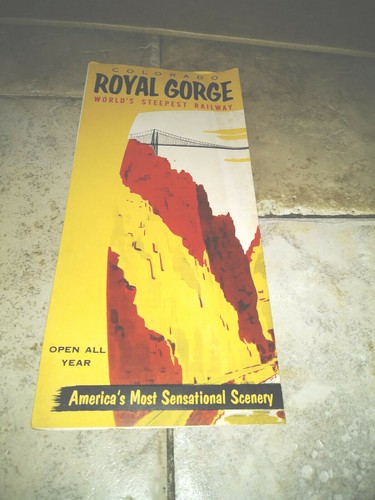 COLORADO
ROYAL GORGE
WORLD'S STEEPEST RAILWAY
OPEN ALL
YEAR
America's Most Sensational Scenery